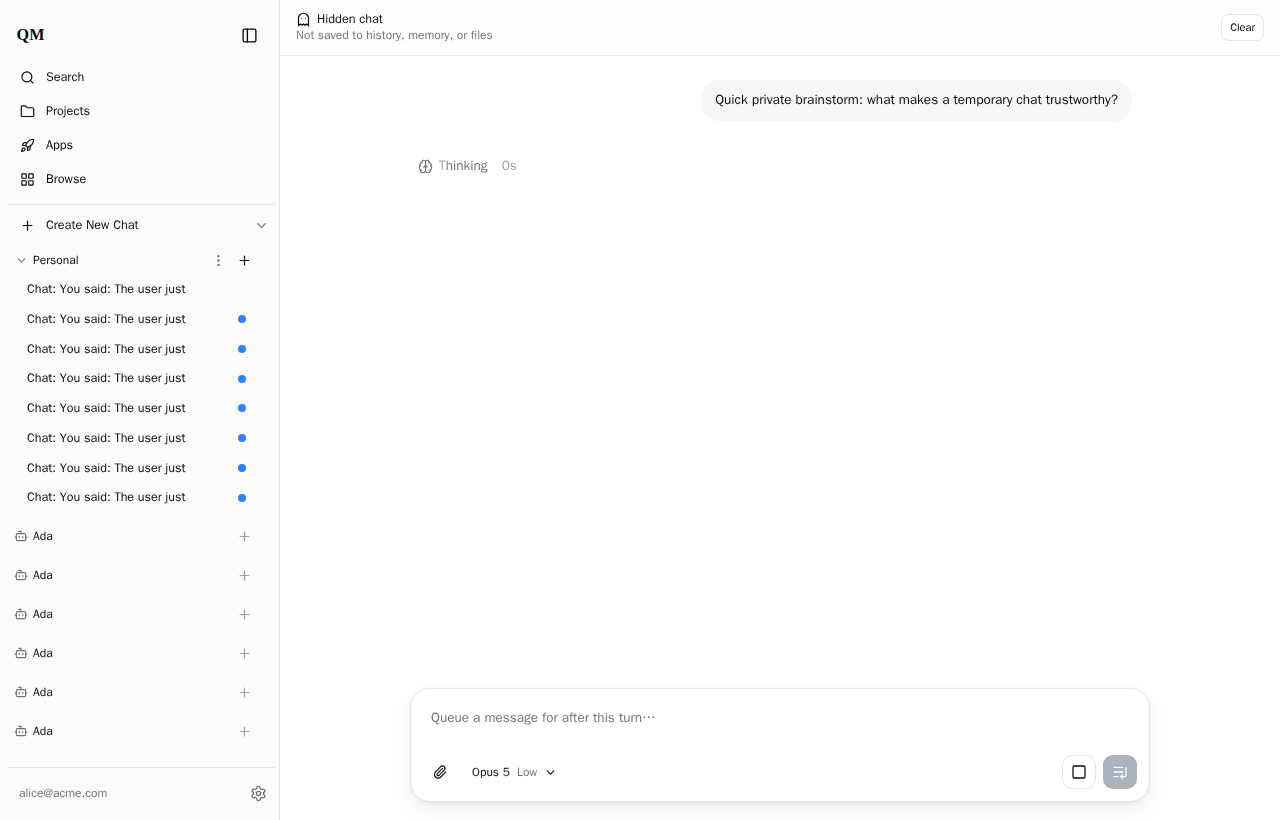 QM
Search
Projects
Apps
Browse
Create New Chat
Personal
Chat: You said: The user just
Chat: You said: The user just
Chat: You said: The user just
Chat: You said: The user just
Chat: You said: The user just
Chat: You said: The user just
Chat: You said: The user just
Chat: You said: The user just
Ada
Ada
Ada
Ada
Ada
Ada
alice@acme.com
Hidden chat
Not saved to history, memory, or files
Clear
Quick private brainstorm: what makes a temporary chat trustworthy?
Thinking 0s
Queue a message for after this turn…
Opus 5 Low